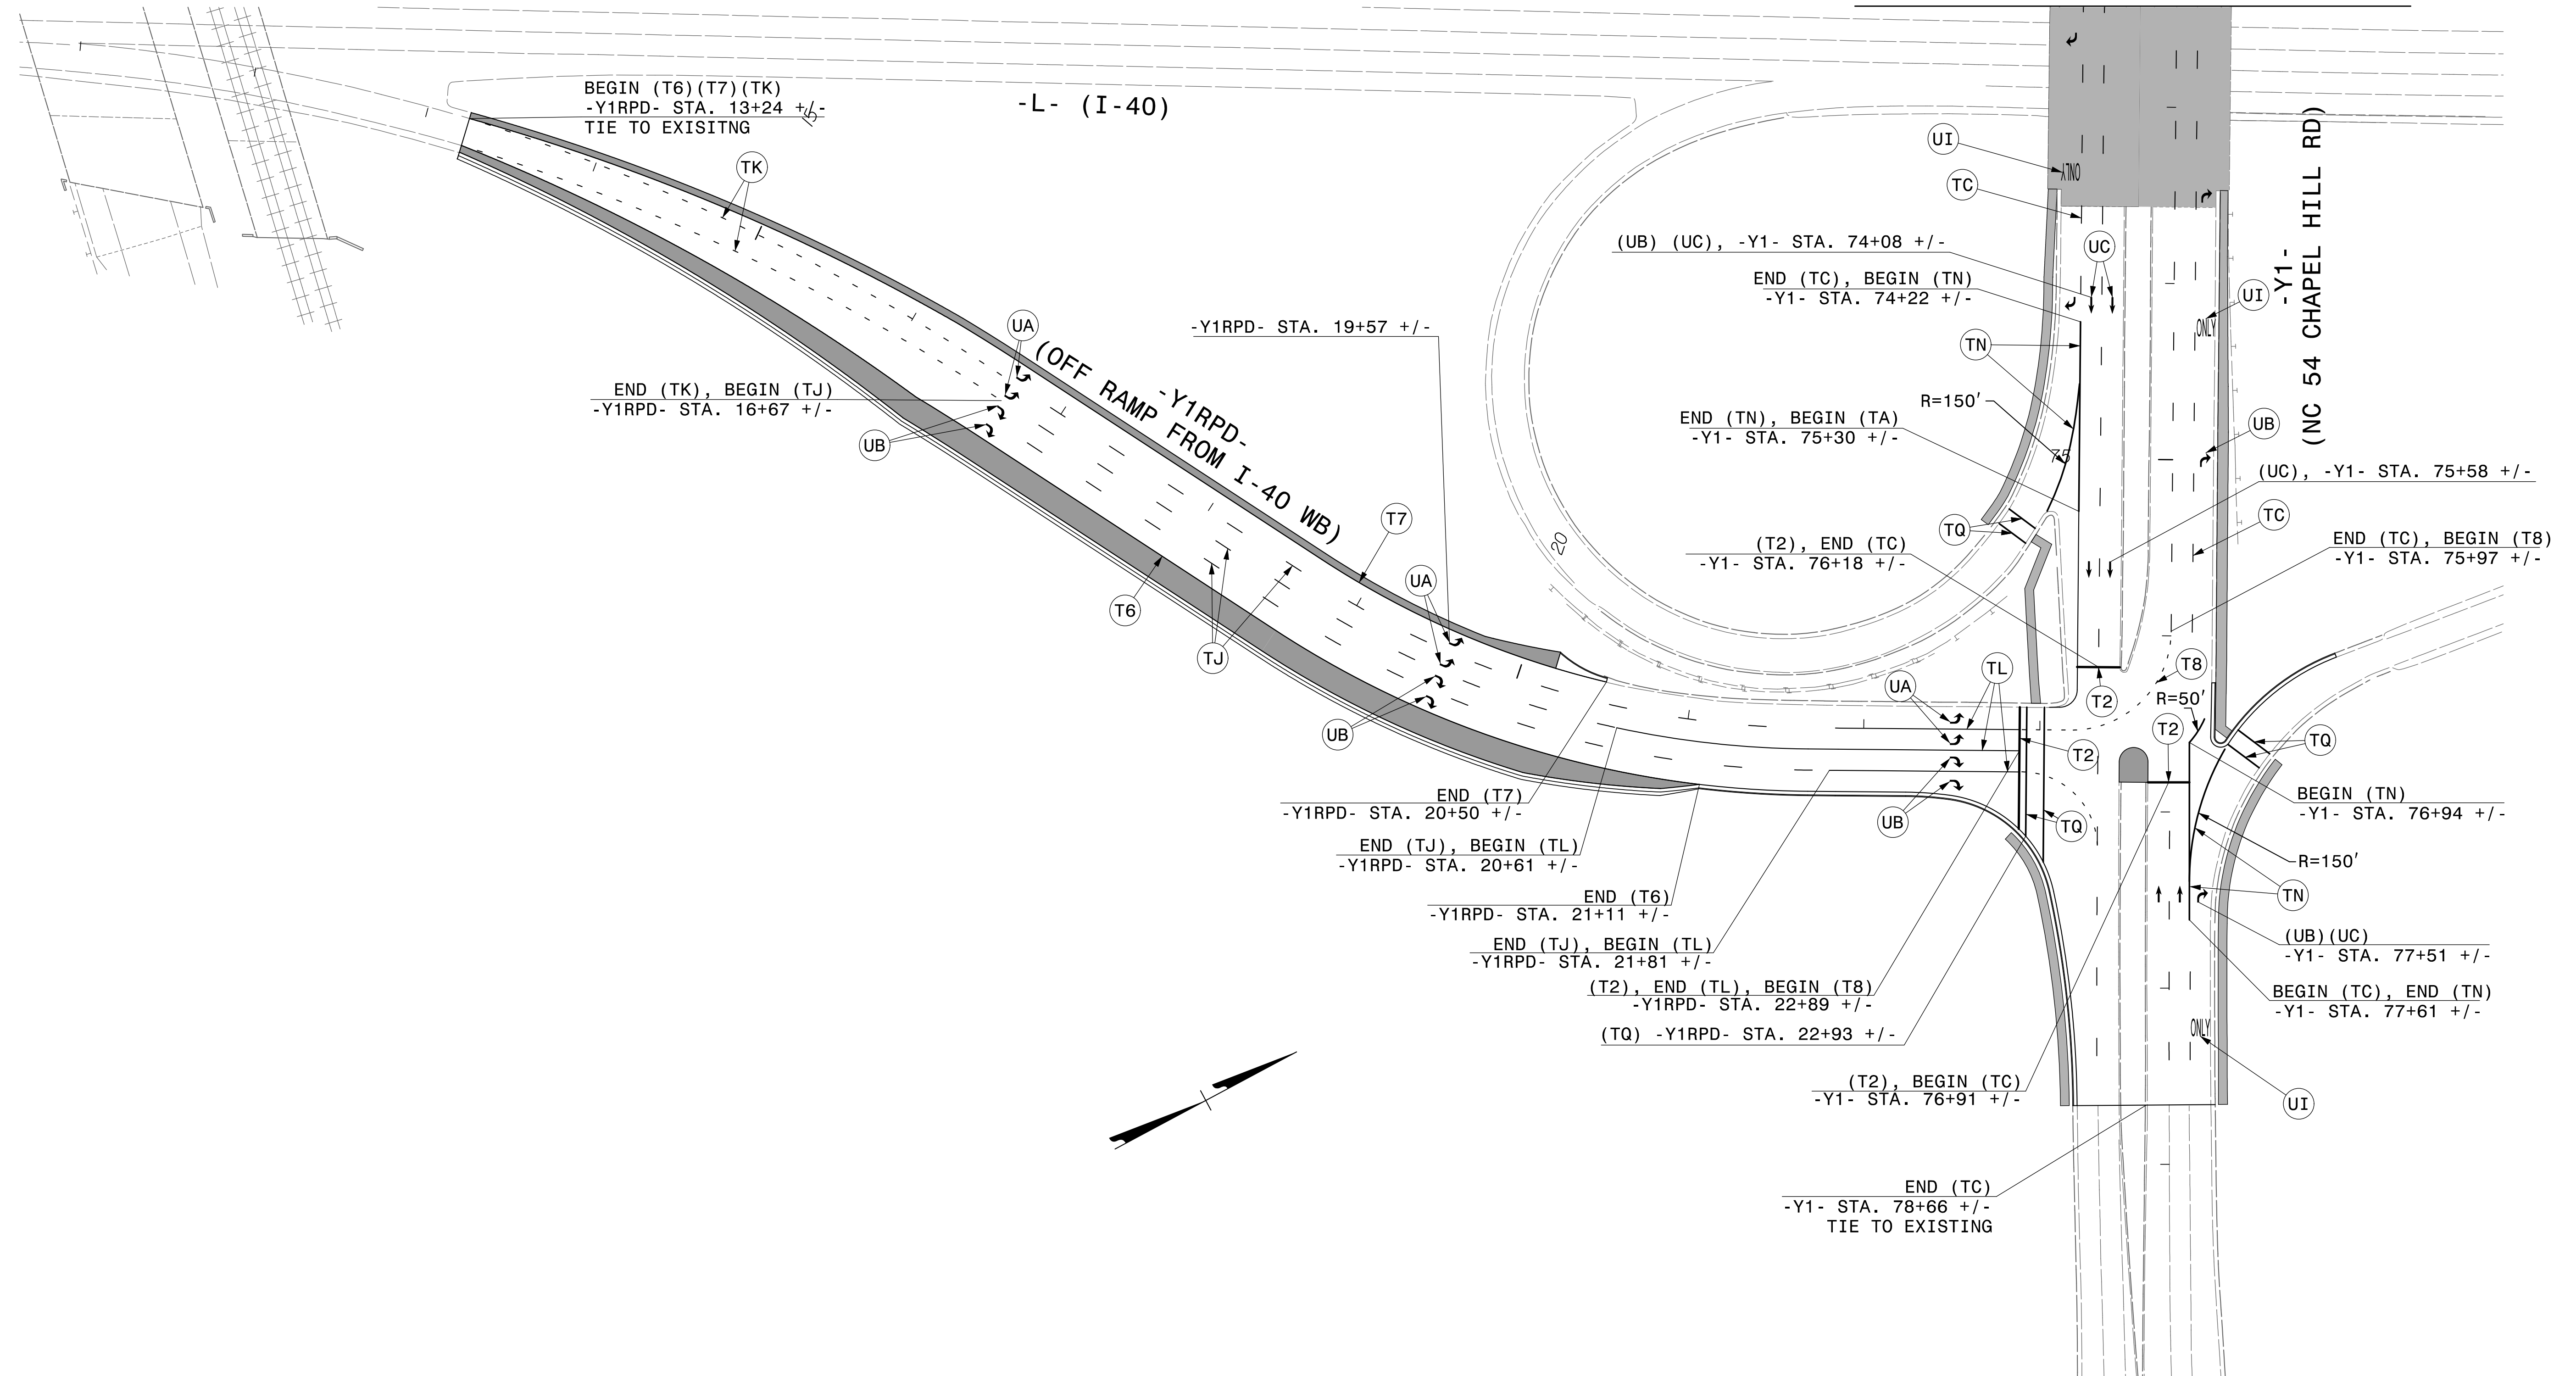 BEGIN (T6)(T7)(TK)
-Y1RPD- STA. 13+24 +/-
TIE TO EXISITNG
15
-L- (I-40)
TK
UI
TC
ONLY
-Y1-
(NC 54 CHAPEL HILL RD)
(UB) (UC), -Y1- STA. 74+08 +/-
UC
END (TC), BEGIN (TN)
-Y1- STA. 74+22 +/-
UI
ONLY
UA
-Y1RPD- STA. 19+57 +/-
TN
-Y1RPD-
(OFF RAMP FROM I-40 WB)
END (TK), BEGIN (TJ)
-Y1RPD- STA. 16+67 +/-
R=150'
END (TN), BEGIN (TA)
-Y1- STA. 75+30 +/-
UB
UB
75
(UC), -Y1- STA. 75+58 +/-
T7
TQ
TC
20
(T2), END (TC)
-Y1- STA. 76+18 +/-
END (TC), BEGIN (T8)
-Y1- STA. 75+97 +/-
UA
T6
TJ
TL
T8
UA
T2
R=50'
UB
T2
T2
TQ
END (T7)
-Y1RPD- STA. 20+50 +/-
BEGIN (TN)
-Y1- STA. 76+94 +/-
UB
TQ
END (TJ), BEGIN (TL)
-Y1RPD- STA. 20+61 +/-
R=150'
END (T6)
-Y1RPD- STA. 21+11 +/-
TN
END (TJ), BEGIN (TL)
-Y1RPD- STA. 21+81 +/-
(UB)(UC)
-Y1- STA. 77+51 +/-
(T2), END (TL), BEGIN (T8)
-Y1RPD- STA. 22+89 +/-
BEGIN (TC), END (TN)
-Y1- STA. 77+61 +/-
(TQ) -Y1RPD- STA. 22+93 +/-
ONLY
(T2), BEGIN (TC)
-Y1- STA. 76+91 +/-
UI
END (TC)
-Y1- STA. 78+66 +/-
TIE TO EXISTING